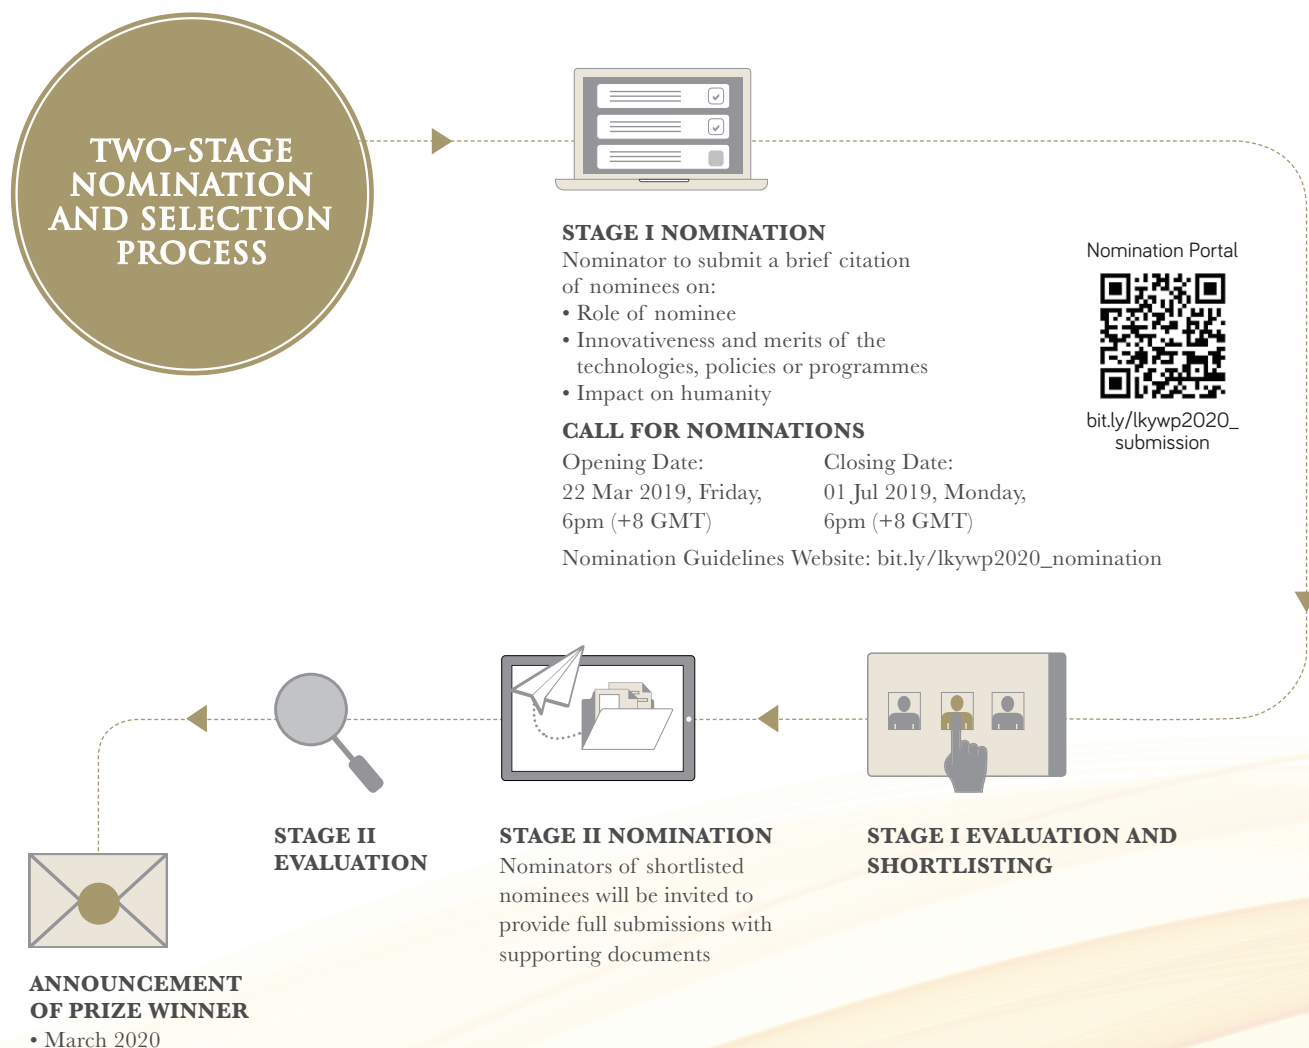 TWO-STAGE
NOMINATION
AND SELECTION
PROCESS
STAGE I NOMINATION
Nominator to submit a brief citation
of nominees on:
• Role of nominee
• Innovativeness and merits of the
technologies, policies or programmes
• Impact on humanity
Nomination Portal
bit.ly/lkywp2020_
submission
CALL FOR NOMINATIONS
Opening Date:
22 Mar 2019, Friday,
6pm (+8 GMT)
Closing Date:
01 Jul 2019, Monday,
6pm (+8 GMT)
Nomination Guidelines Website: bit.ly/lkywp2020_nomination
STAGE I EVALUATION AND
SHORTLISTING
STAGE II NOMINATION
Nominators of shortlisted
nominees will be invited to
provide full submissions with
supporting documents
STAGE II
EVALUATION
ANNOUNCEMENT
OF PRIZE WINNER
• March 2020